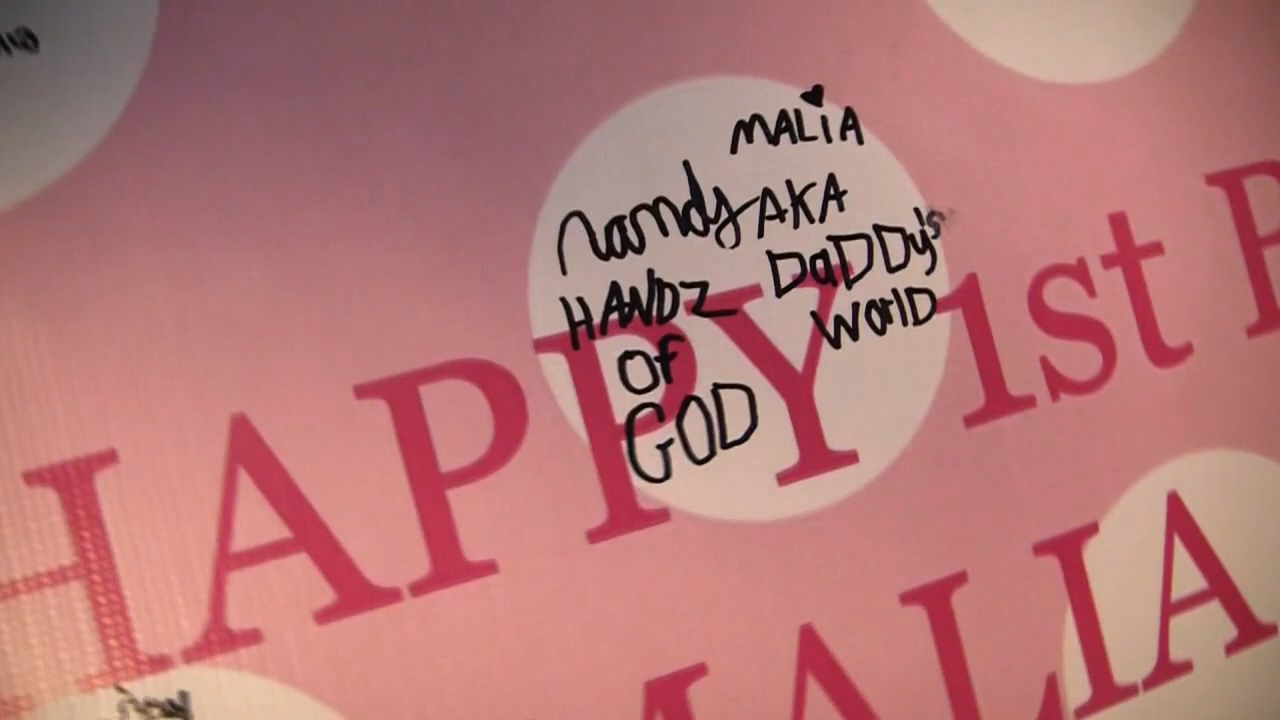 MALiA
Nandy AKA
HANDZ DaDDy's
Of World
GOD
HAPPY 1st B
MALIA